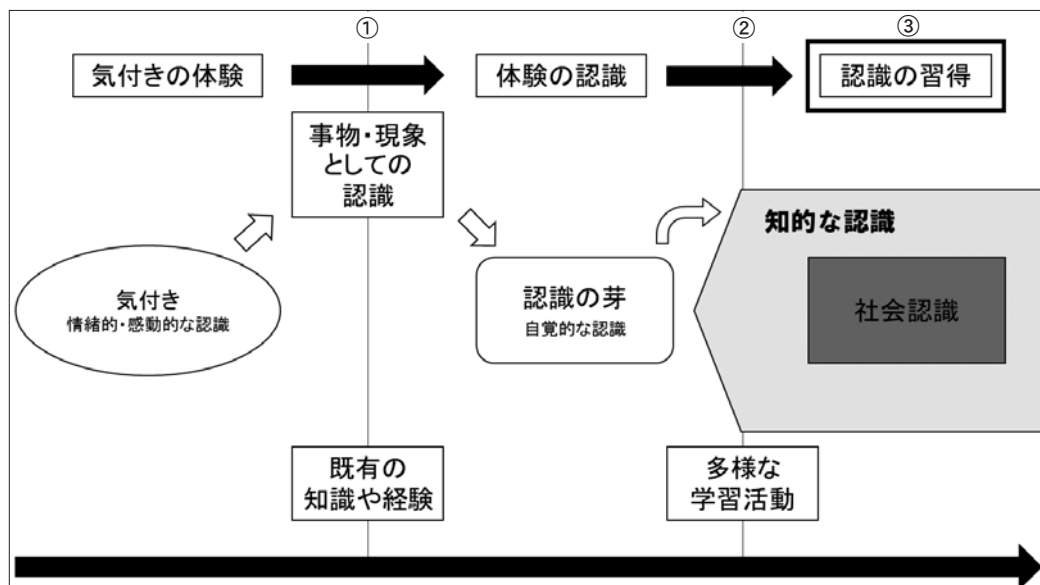 ①
②
③
気付きの体験
体験の認識
認識の習得
事物・現象
としての
認識
知的な認識
気付き
情緒的・感動的な認識
認識の芽
自覚的な認識
社会認識
既有の
知識や経験
多様な
学習活動